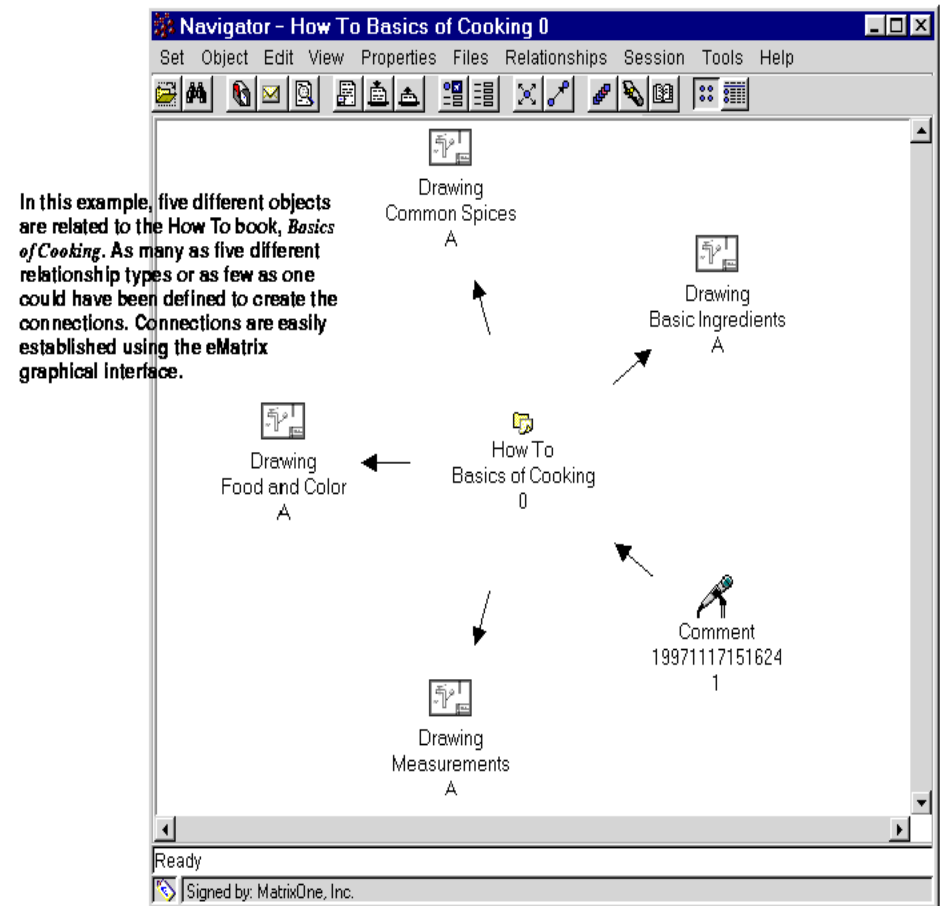 Navigator - How To Basics of Cooking 0
Set Object Edit View Properties Files Relationships Session Tools Help
Drawing
Common Spices
A
In this example, five different objects
are related to the How To book, Basics
of Cooking. As many as five different
relationship types or as few as one
could have been defined to create the
connections. Connections are easily
established using the eMatrix
graphical interface.
Drawing
Basic Ingredients
A
Drawing
Food and Color
A
How To
Basics of Cooking
0
Comment
19971117151624
1
Drawing
Measurements
A
Ready
Signed by: MatrixOne, Inc.